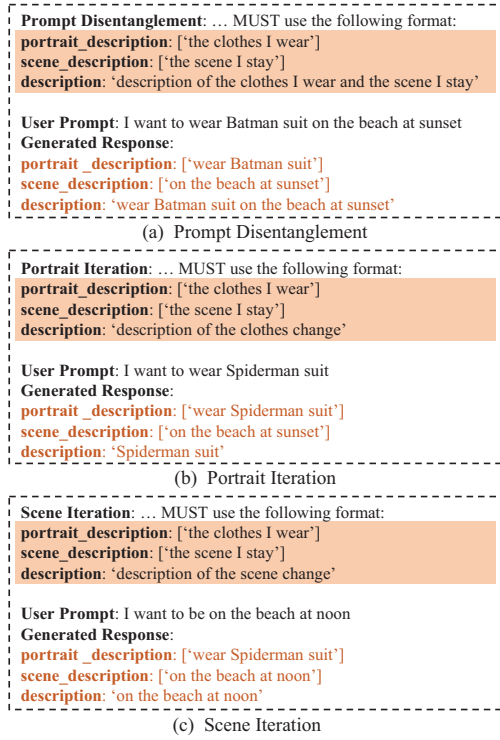 Prompt Disentanglement: … MUST use the following format:
portrait_description: [‘the clothes I wear’]
scene_description: [‘the scene I stay’]
description: ‘description of the clothes I wear and the scene I stay’
User Prompt: I want to wear Batman suit on the beach at sunset
Generated Response:
portrait _description: [‘wear Batman suit’]
scene_description: [‘on the beach at sunset’]
description: ‘wear Batman suit on the beach at sunset’
(a) Prompt Disentanglement
Portrait Iteration: … MUST use the following format:
portrait_description: [‘the clothes I wear’]
scene_description: [‘the scene I stay’]
description: ‘description of the clothes change’
User Prompt: I want to wear Spiderman suit
Generated Response:
portrait _description: [‘wear Spiderman suit’]
scene_description: [‘on the beach at sunset’]
description: ‘Spiderman suit’
(b) Portrait Iteration
Scene Iteration: … MUST use the following format:
portrait_description: [‘the clothes I wear’]
scene_description: [‘the scene I stay’]
description: ‘description of the scene change’
User Prompt: I want to be on the beach at noon
Generated Response:
portrait _description: [‘wear Spiderman suit’]
scene_description: [‘on the beach at noon’]
description: ‘on the beach at noon’
(c) Scene Iteration